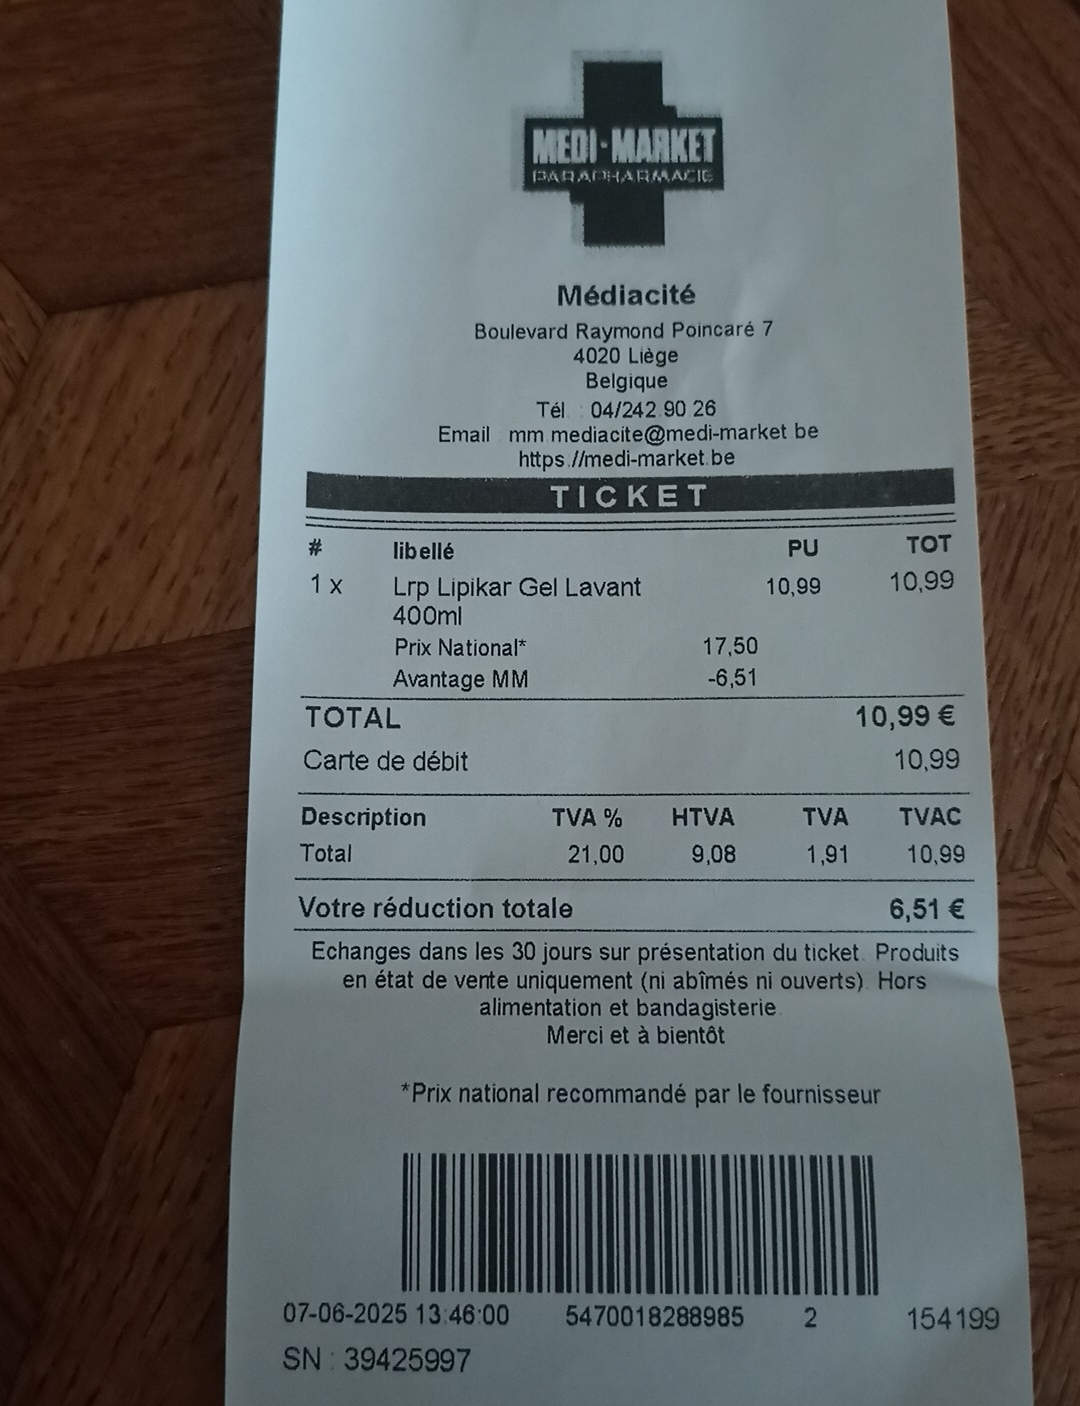 MEDI-MARKET
PARAPHARMACIE
Médiacité
Boulevard Raymond Poincaré 7
4020 Liège
Belgique
Tél. : 04/242 90 26
Email : mm.mediacite@medi-market.be
https://medi-market.be
TICKET
# libellé PU TOT
1 x Lrp Lipikar Gel Lavant 10,99 10,99
400ml
Prix National* 17,50
Avantage MM -6,51
TOTAL 10,99 €
Carte de débit 10,99
Description TVA % HTVA TVA TVAC
Total 21,00 9,08 1,91 10,99
Votre réduction totale 6,51 €
Echanges dans les 30 jours sur présentation du ticket. Produits
en état de vente uniquement (ni abîmés ni ouverts). Hors
alimentation et bandagisterie.
Merci et à bientôt
*Prix national recommandé par le fournisseur
07-06-2025 13:46:00 5470018288985 2 154199
SN : 39425997